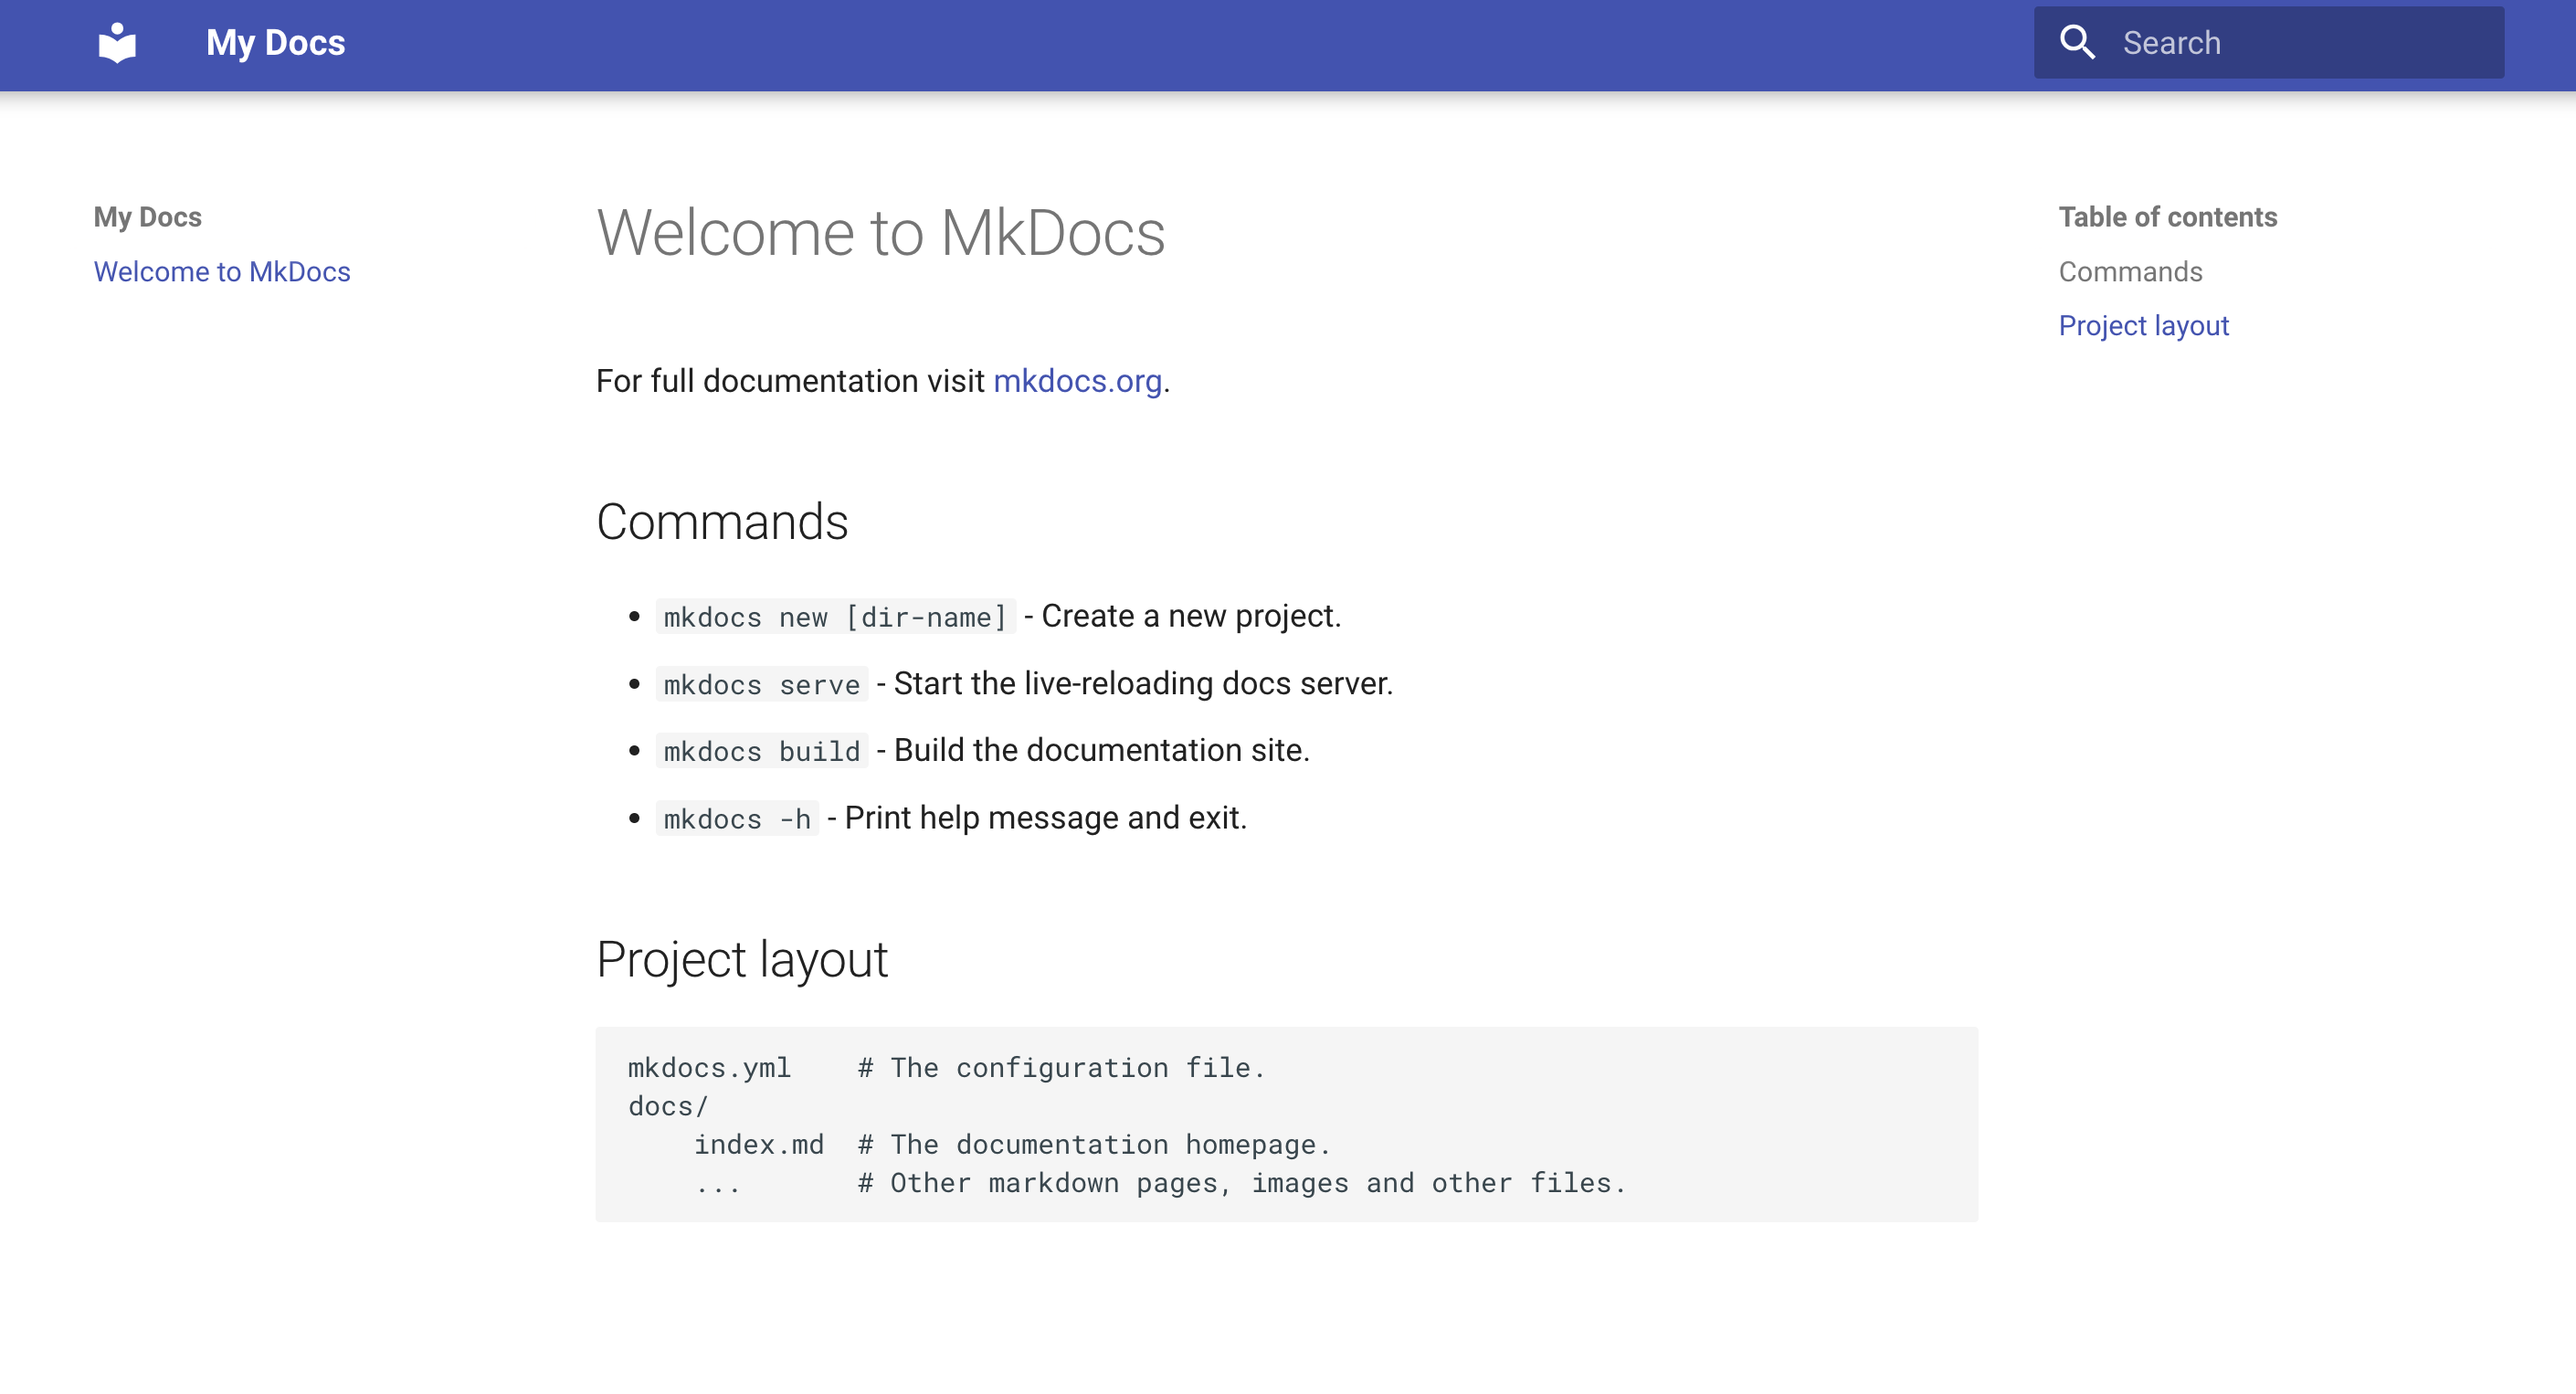 My Docs
Search
My Docs
Welcome to MkDocs
Welcome to MkDocs
For full documentation visit mkdocs.org.
Commands
mkdocs new [dir-name] - Create a new project.
mkdocs serve - Start the live-reloading docs server.
mkdocs build - Build the documentation site.
mkdocs -h - Print help message and exit.
Project layout
mkdocs.yml    # The configuration file.
docs/
    index.md  # The documentation homepage.
    ...       # Other markdown pages, images and other files.
Table of contents
Commands
Project layout